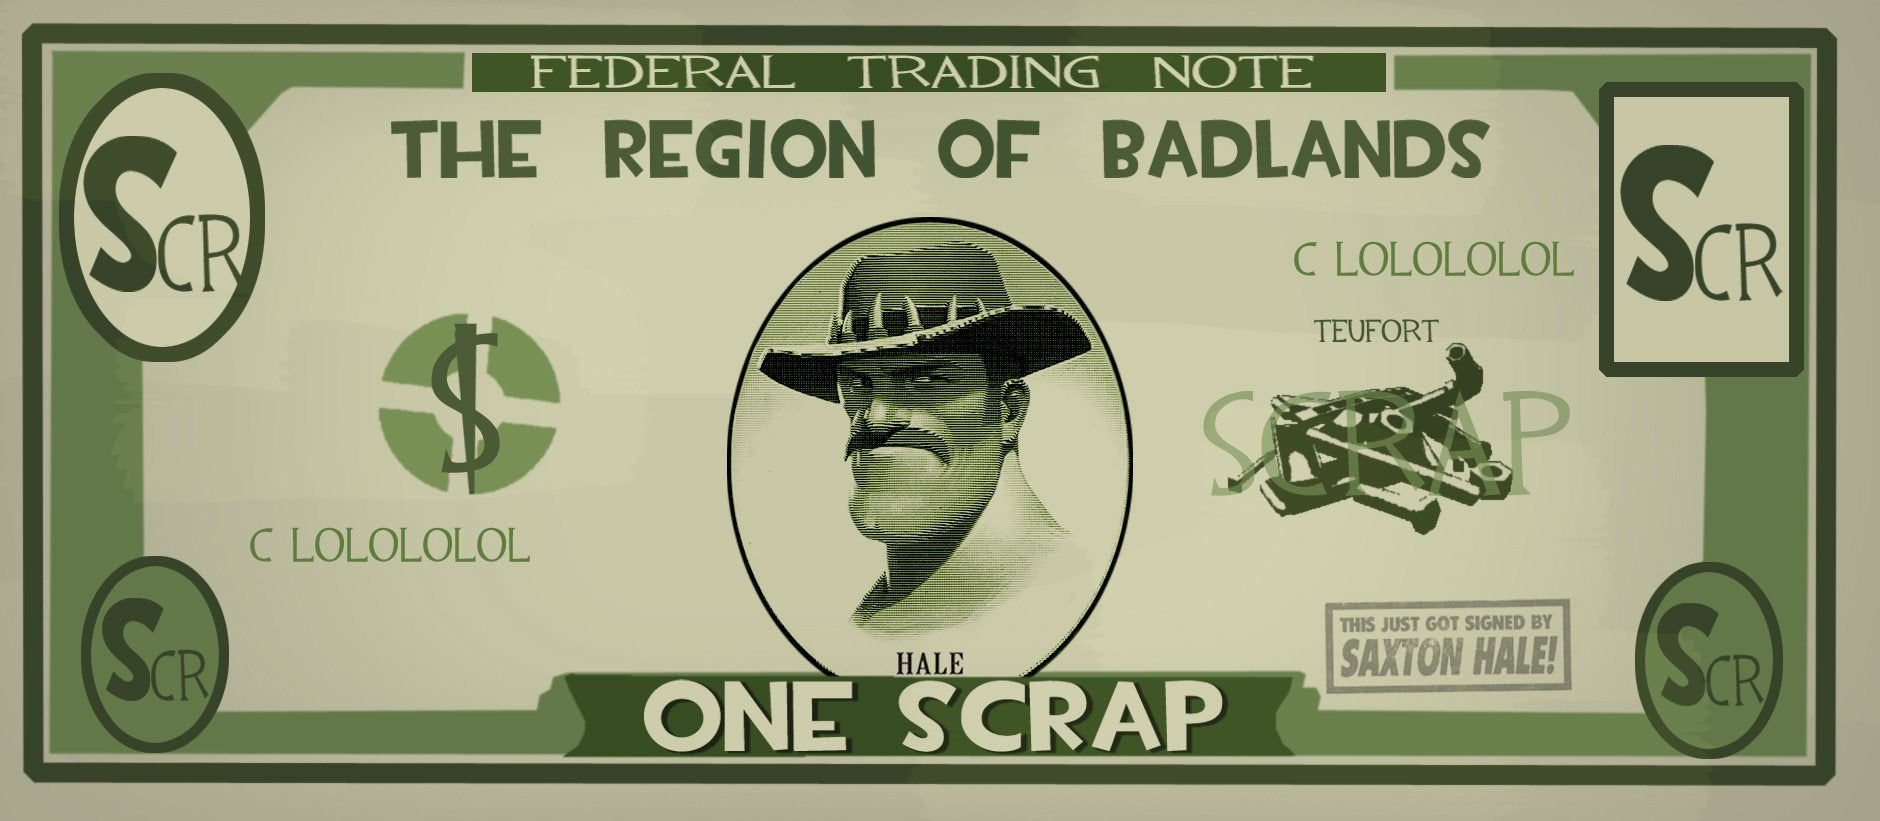 FEDERAL TRADING NOTE
THE REGION OF BADLANDS
SCR
SCR
C LOLOLOLOL
TEUFORT
$
SCRAP
C LOLOLOLOL
SCR
HALE
THIS JUST GOT SIGNED BY
SAXTON HALE!
SCR
ONE SCRAP